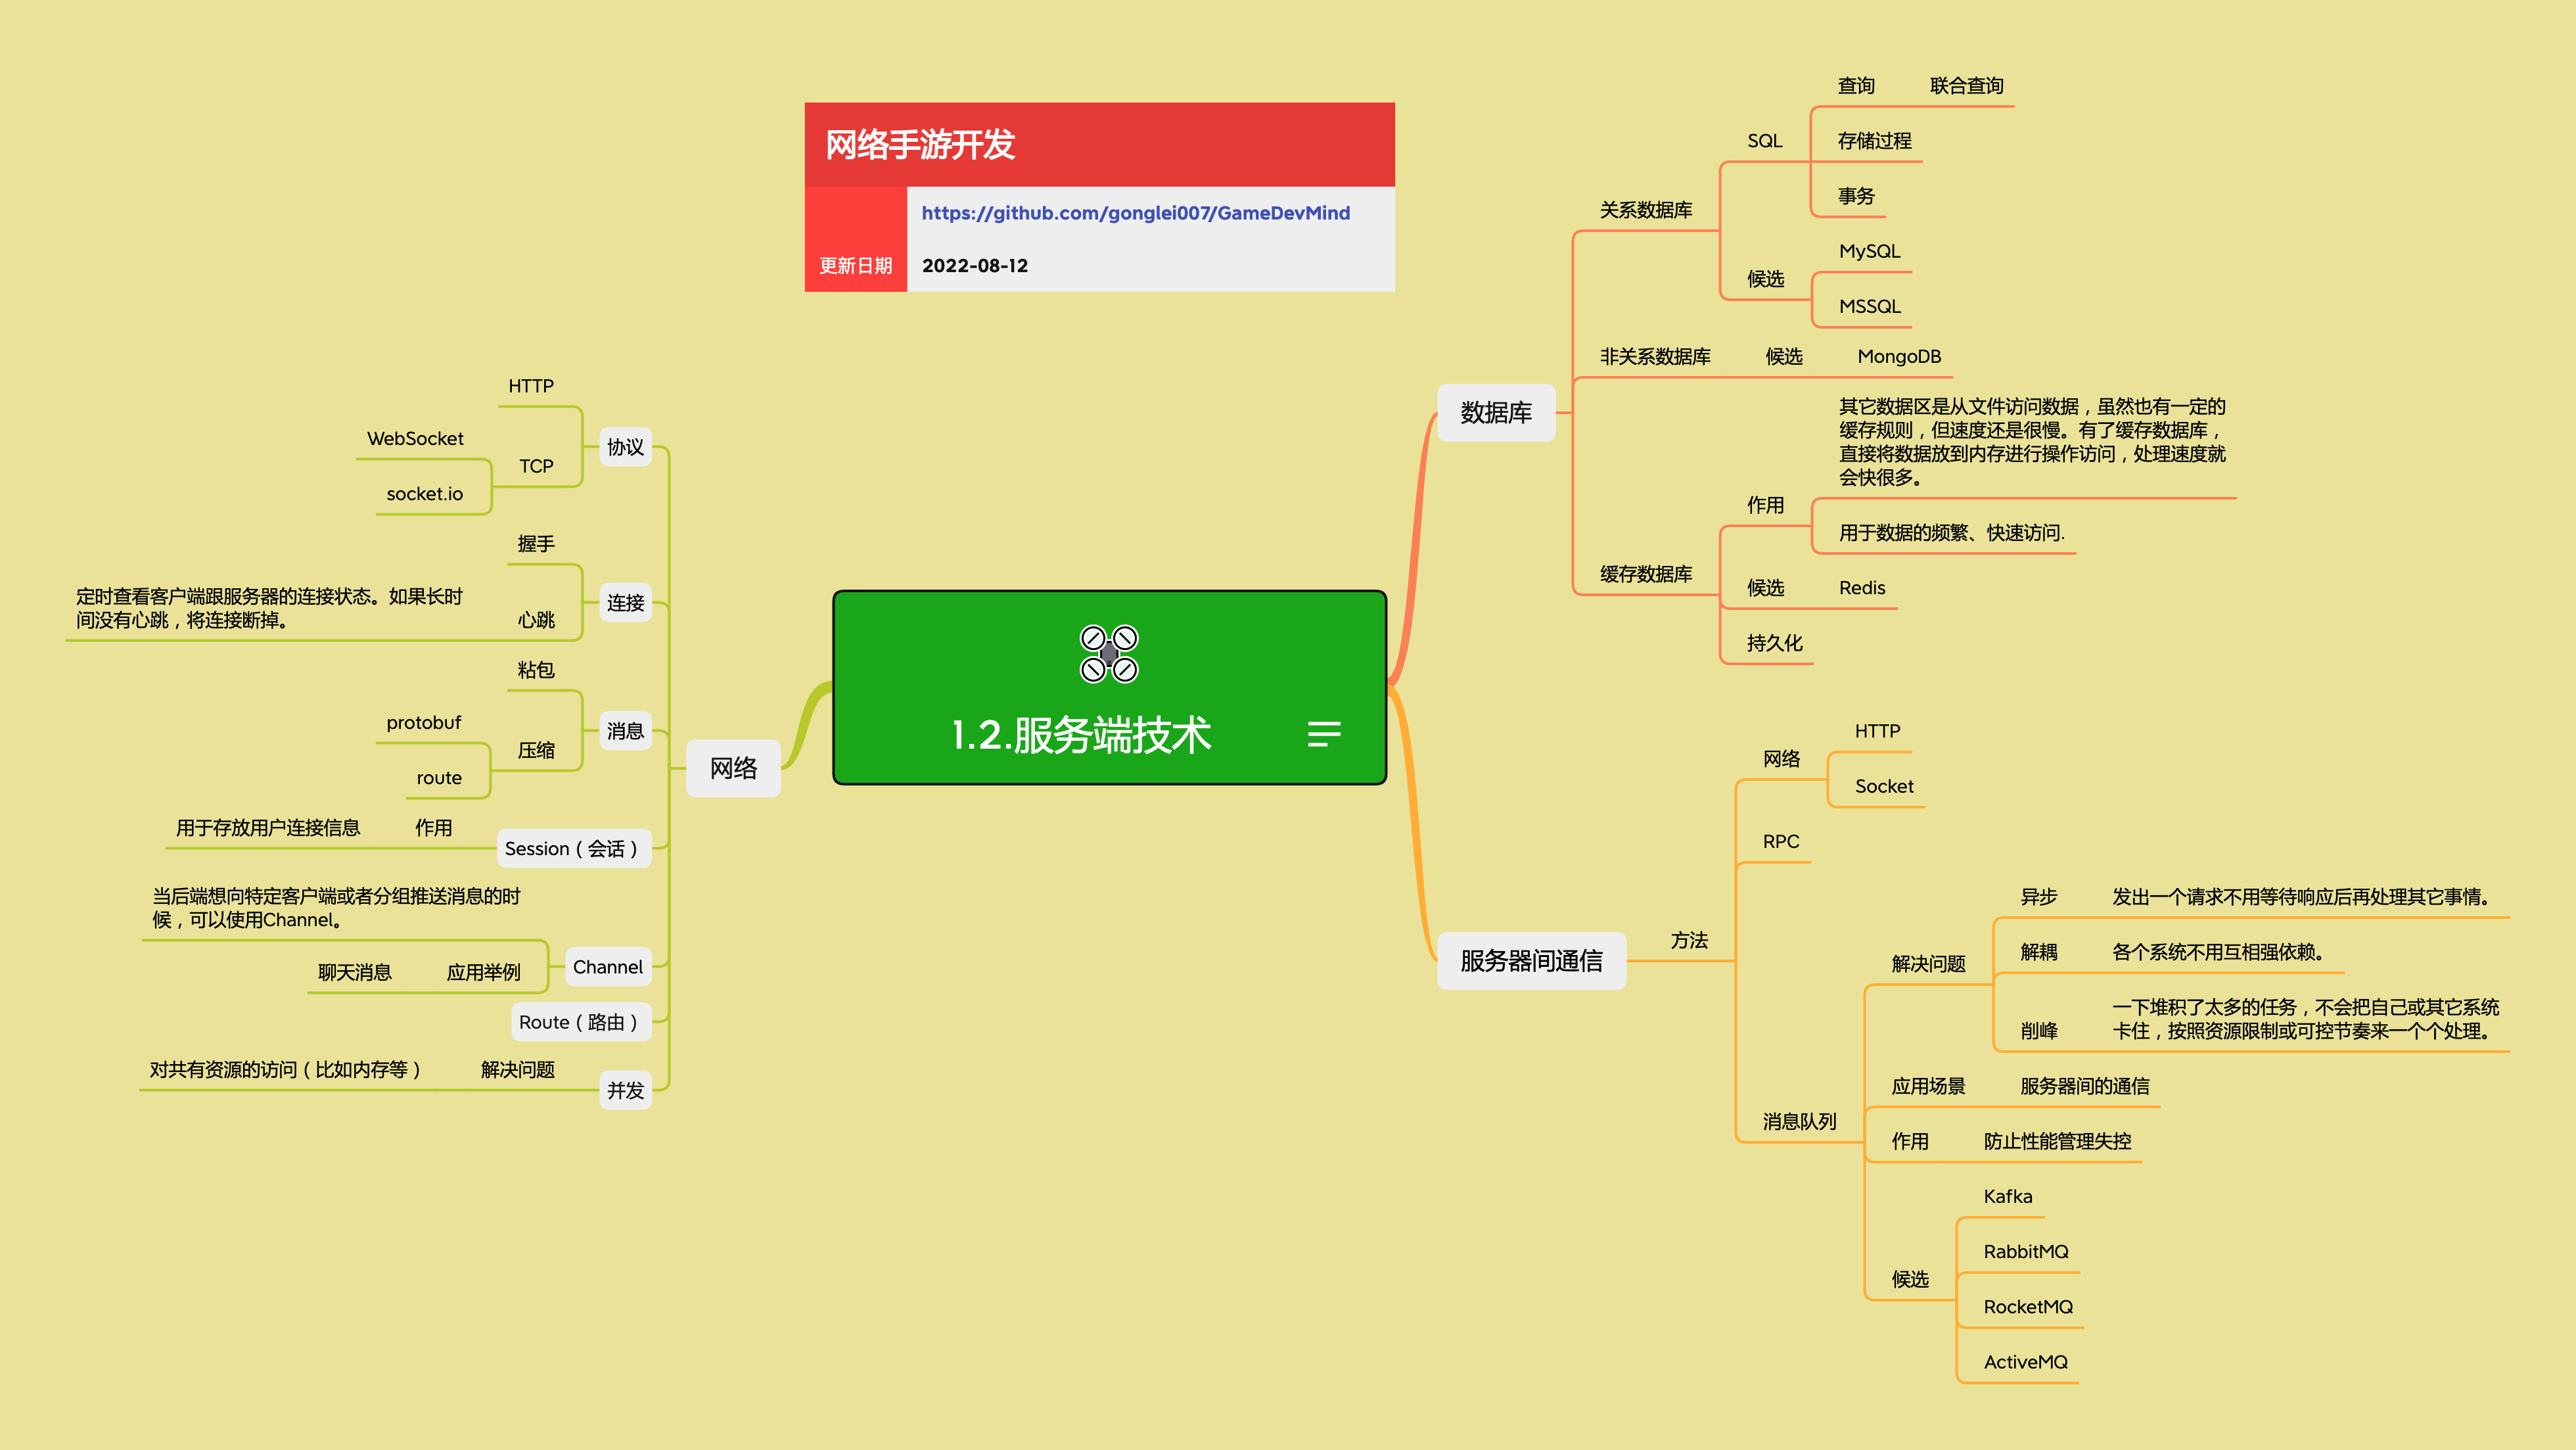 网络手游开发
https://github.com/gonglei007/GameDevMind
更新日期
2022-08-12
1.2.服务端技术
数据库
关系数据库
SQL
查询
联合查询
存储过程
事务
候选
MySQL
MSSQL
非关系数据库
候选
MongoDB
缓存数据库
作用
其它数据区是从文件访问数据，虽然也有一定的
缓存规则，但速度还是很慢。有了缓存数据库，
直接将数据放到内存进行操作访问，处理速度就
会快很多。
用于数据的频繁、快速访问.
候选
Redis
持久化
服务器间通信
方法
网络
HTTP
Socket
RPC
消息队列
解决问题
异步
发出一个请求不用等待响应后再处理其它事情。
解耦
各个系统不用互相强依赖。
削峰
一下堆积了太多的任务，不会把自己或其它系统
卡住，按照资源限制或可控节奏来一个个处理。
应用场景
服务器间的通信
作用
防止性能管理失控
候选
Kafka
RabbitMQ
RocketMQ
ActiveMQ
网络
协议
HTTP
TCP
WebSocket
socket.io
连接
握手
心跳
定时查看客户端跟服务器的连接状态。如果长时
间没有心跳，将连接断掉。
消息
粘包
压缩
protobuf
route
Session（会话）
作用
用于存放用户连接信息
Channel
当后端想向特定客户端或者分组推送消息的时
候，可以使用Channel。
应用举例
聊天消息
Route（路由）
并发
解决问题
对共有资源的访问（比如内存等）